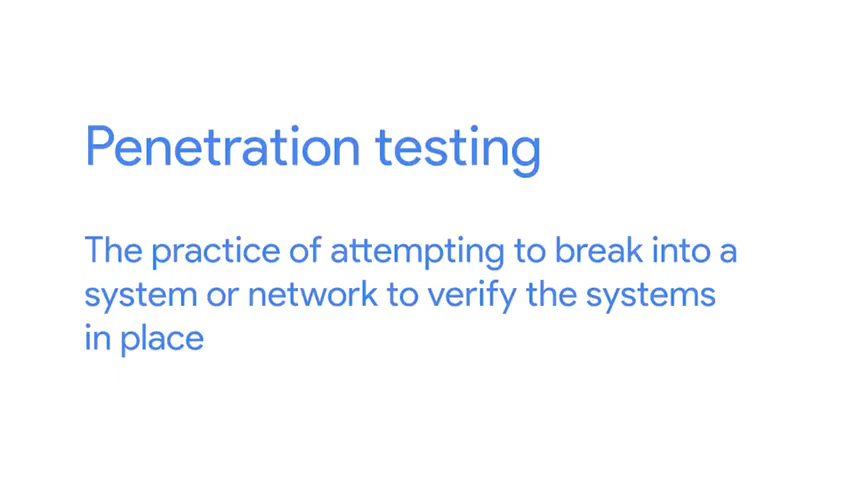 Penetration testing
The practice of attempting to break into a
system or network to verify the systems
in place